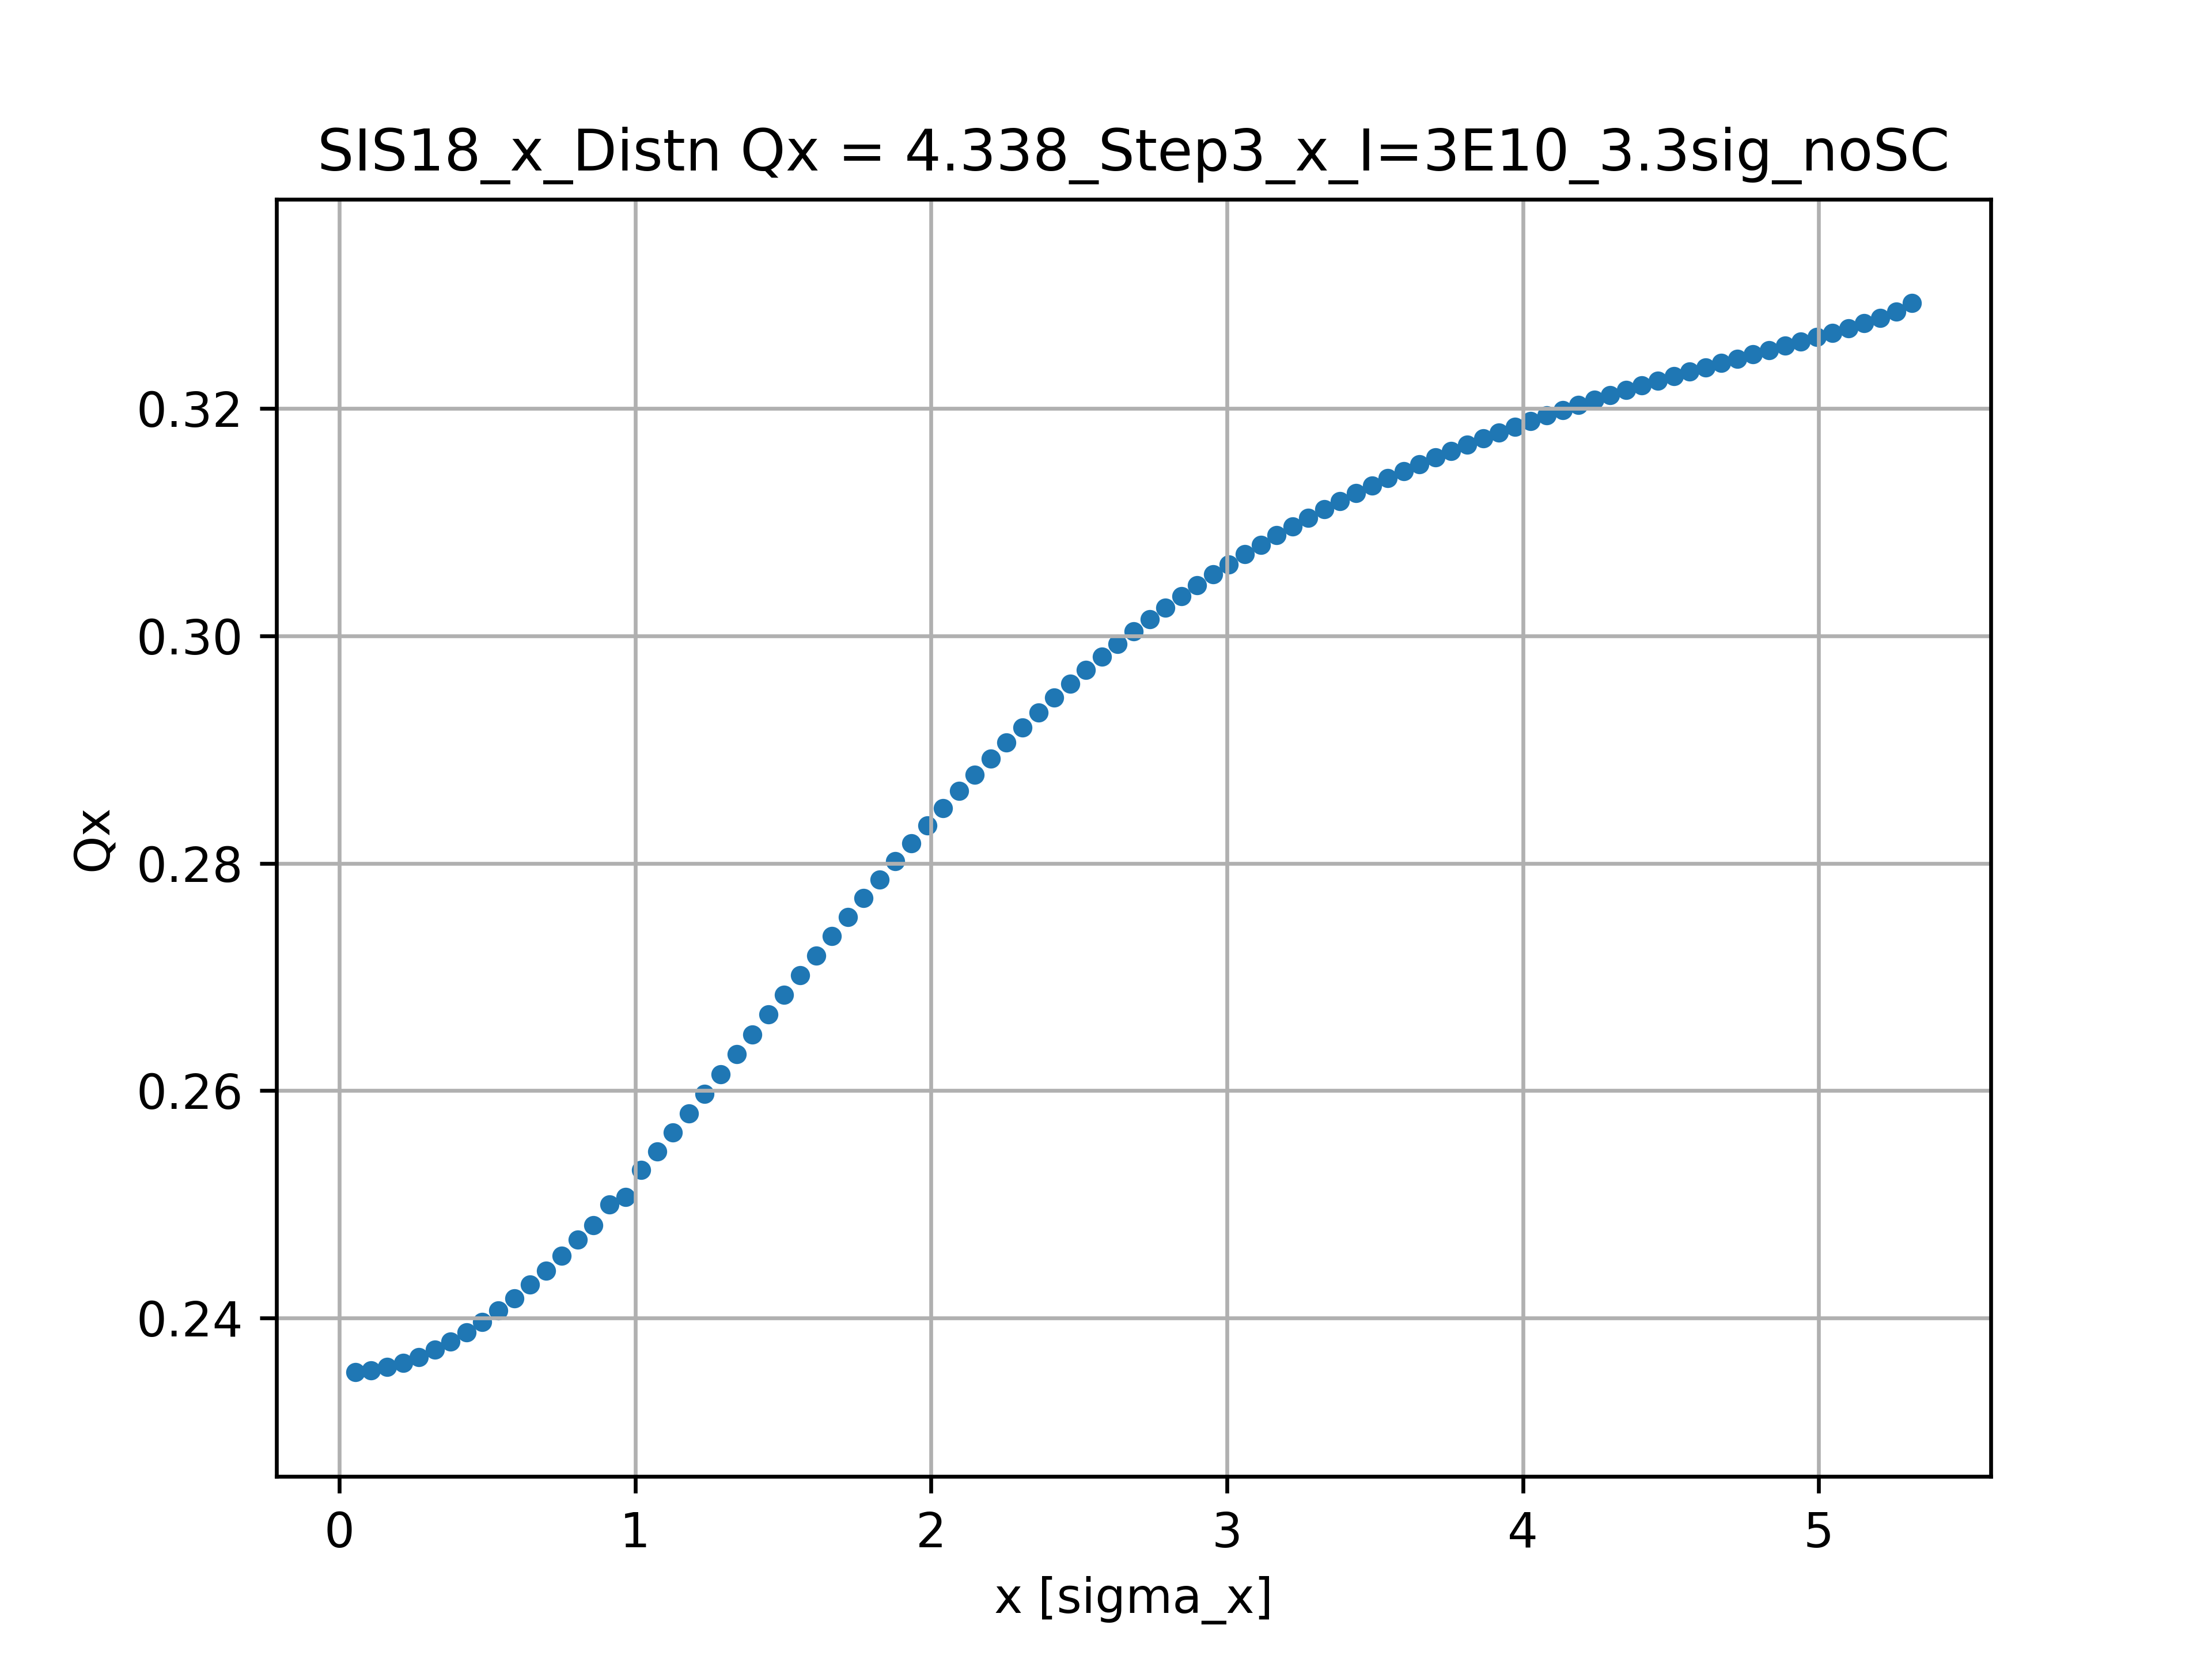 SIS18_x_Distn Qx = 4.338_Step3_x_I=3E10_3.3sig_noSC
0.32
0.30
0.28
0.26
0.24
Qx
0 1 2 3 4 5
x [sigma_x]